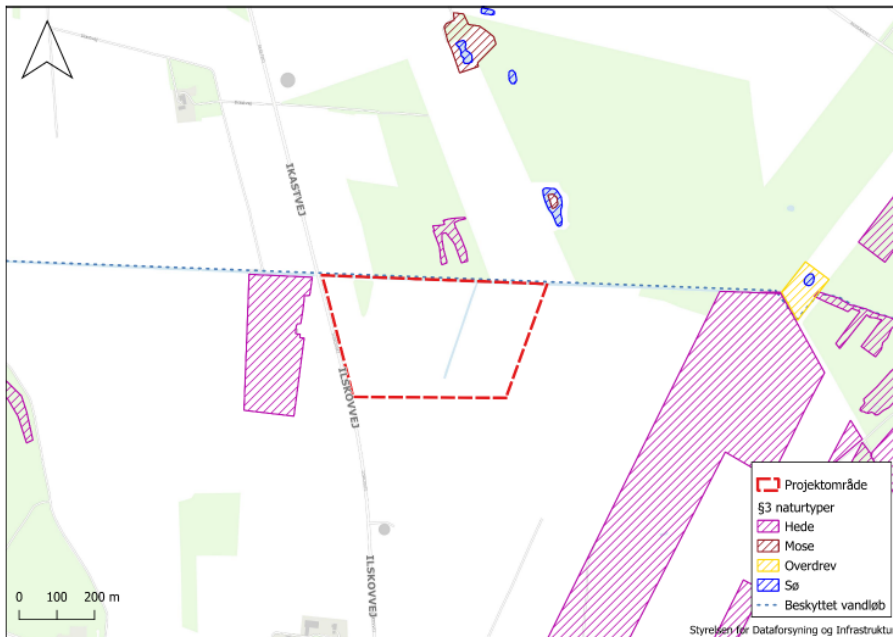 IKASTVEJ
ILSKOVVEJ
ILSKOVVEJ
0 100 200 m
Projektområde
§3 naturtyper
Hede
Mose
Overdrev
Sø
Beskyttet vandløb
Styrelsen for Dataforsyning og Infrastruktu